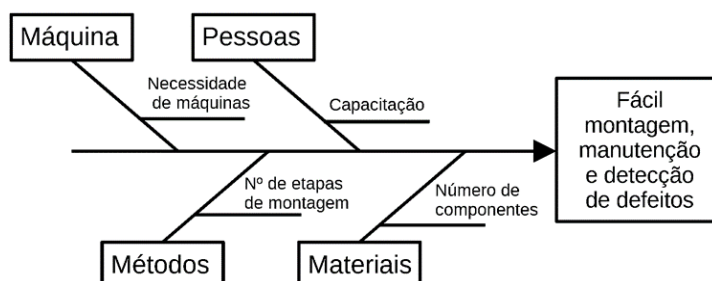 Máquina
Pessoas
Necessidade
de máquinas
Capacitação
Fácil
montagem,
manutenção
e detecção
de defeitos
Nº de etapas
de montagem
Número de
componentes
Métodos
Materiais